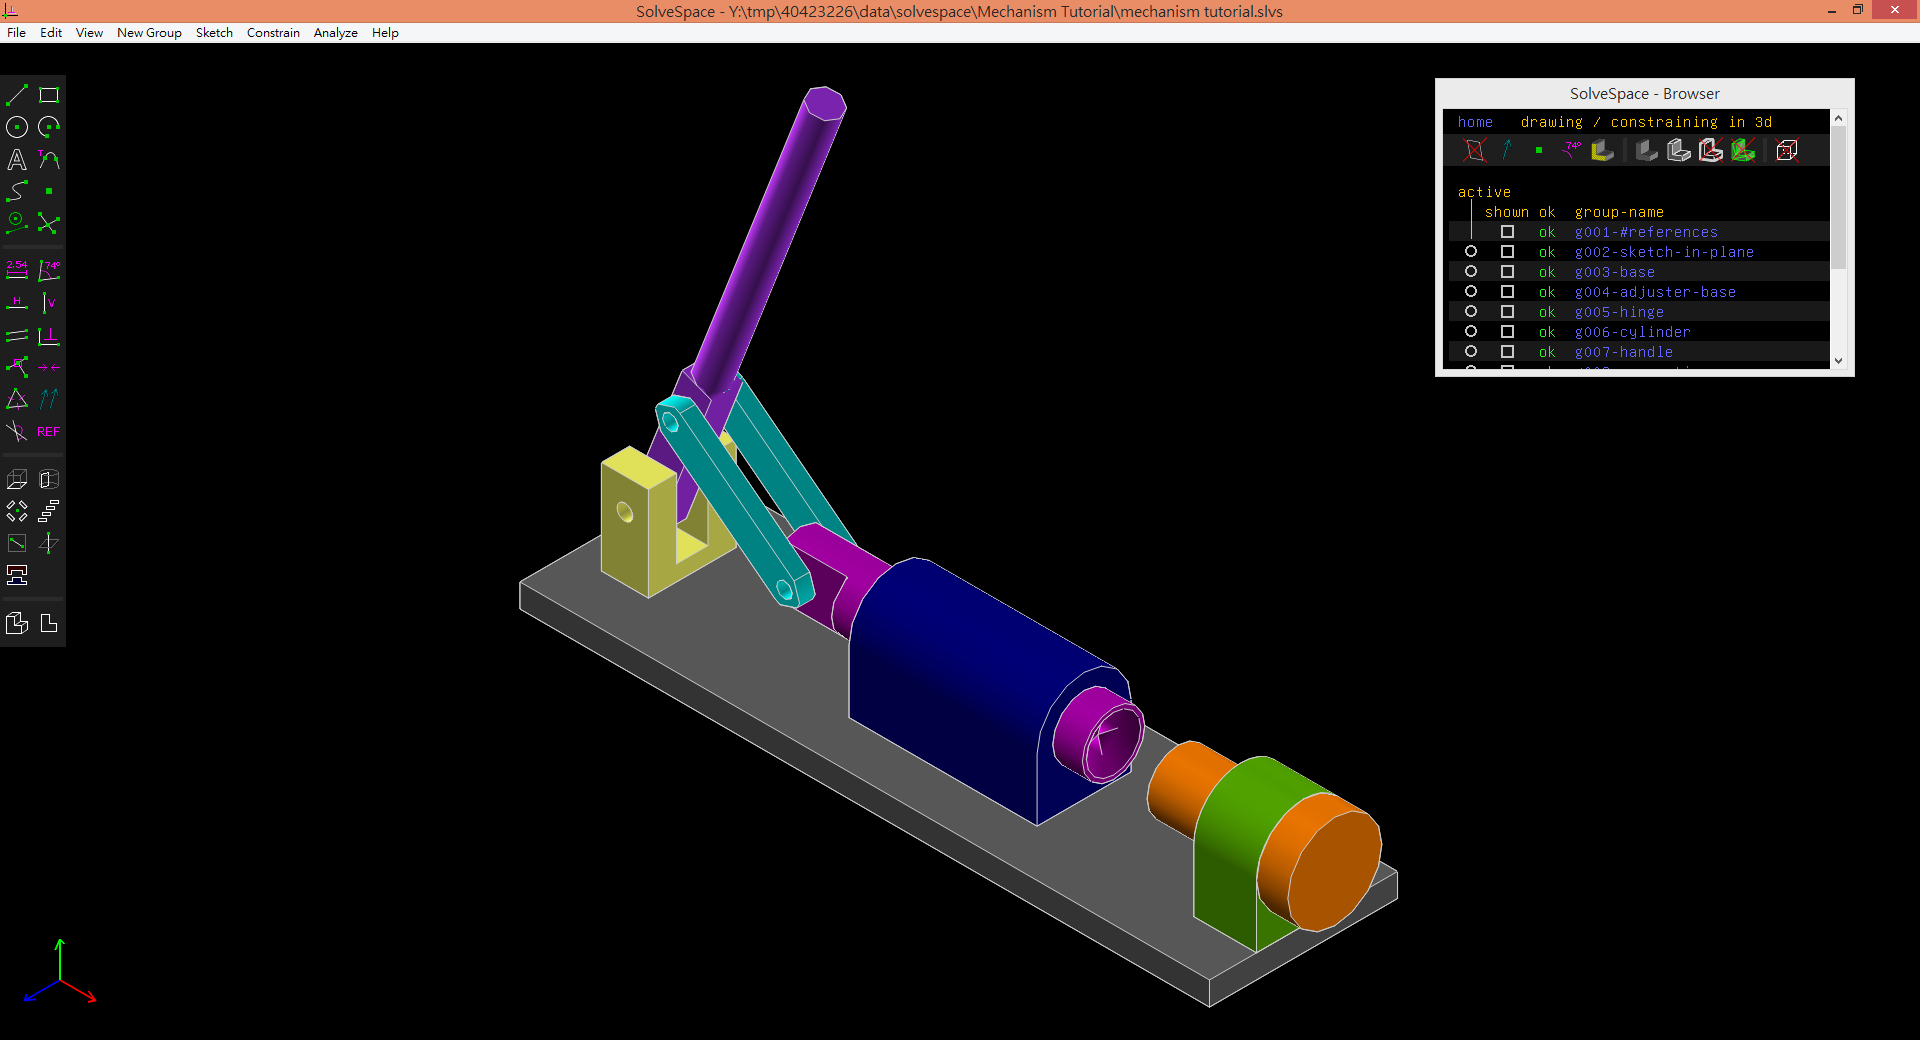 SolveSpace - Y:\tmp\40423226\data\solvespace\Mechanism Tutorial\mechanism tutorial.slvs
File Edit View New Group Sketch Constrain Analyze Help
SolveSpace - Browser
home drawing / constraining in 3d
74°
active
shown ok group-name
ok g001-#references
ok g002-sketch-in-plane
ok g003-base
ok g004-adjuster-base
ok g005-hinge
ok g006-cylinder
ok g007-handle
A T
2.54 74°
H V
REF